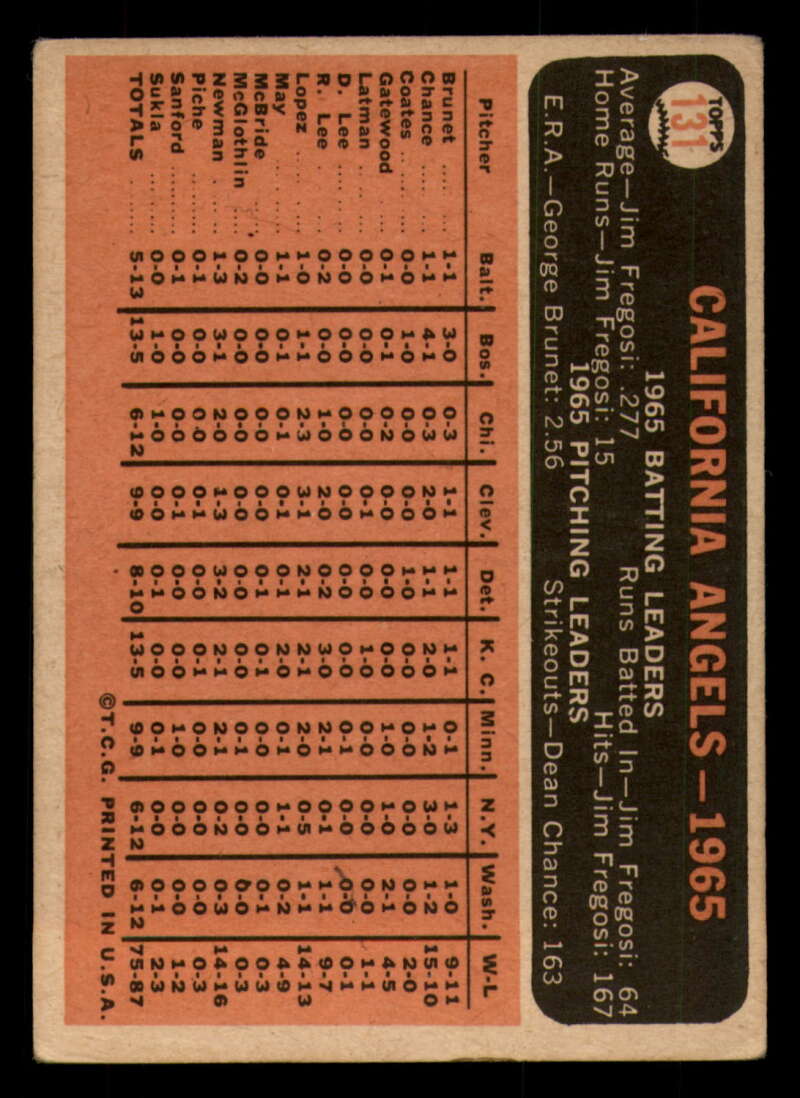 TOPPS
131
CALIFORNIA ANGELS—1965
1965 BATTING LEADERS
Average—Jim Fregosi: .277 Runs Batted In—Jim Fregosi: 64
Home Runs—Jim Fregosi: 15 Hits—Jim Fregosi: 167
1965 PITCHING LEADERS
E.R.A.—George Brunet: 2.56 Strikeouts—Dean Chance: 163
Pitcher Balt. Bos. Chi. Clev. Det. K. C. Minn. N.Y. Wash. W-L
Brunet 1-1 3-0 0-3 1-1 1-1 1-1 0-1 1-3 1-0 9-11
Chance 1-1 4-1 0-3 2-0 1-1 2-0 1-2 3-0 1-2 15-10
Coates 0-0 1-0 0-0 0-0 1-0 0-0 0-0 0-0 0-0 2-0
Gatewood 0-1 0-1 0-2 0-0 0-0 0-0 1-0 1-0 2-1 4-5
Latman 0-0 0-0 0-0 0-1 0-0 1-0 0-0 0-0 0-0 1-1
D. Lee 0-0 0-0 0-0 0-0 0-0 0-0 0-1 0-0 0-0 0-1
R. Lee 0-2 0-0 1-0 2-0 0-2 3-0 2-1 0-1 1-1 9-7
Lopez 1-0 1-1 2-3 3-1 2-1 2-1 2-0 0-5 1-1 14-13
May 1-1 0-1 0-1 0-1 0-1 2-0 0-1 1-1 0-2 4-9
McBride 0-0 0-0 0-0 0-0 0-1 0-1 0-0 0-0 0-1 0-3
McGlothlin 0-2 0-0 0-0 0-0 0-0 0-0 0-1 0-0 0-0 0-3
Newman 1-3 3-1 2-0 1-3 3-2 2-1 2-1 0-2 0-3 14-16
Piche 0-1 0-0 0-0 0-1 0-0 0-1 0-0 0-0 0-0 0-3
Sanford 0-1 0-0 0-0 0-1 0-0 0-0 1-0 0-0 0-0 1-2
Sukla 0-0 1-0 1-0 0-0 0-1 0-0 0-1 0-0 0-1 2-3
TOTALS 5-13 13-5 6-12 9-9 8-10 13-5 9-9 6-12 6-12 75-87
©T.C.G. PRINTED IN U.S.A.